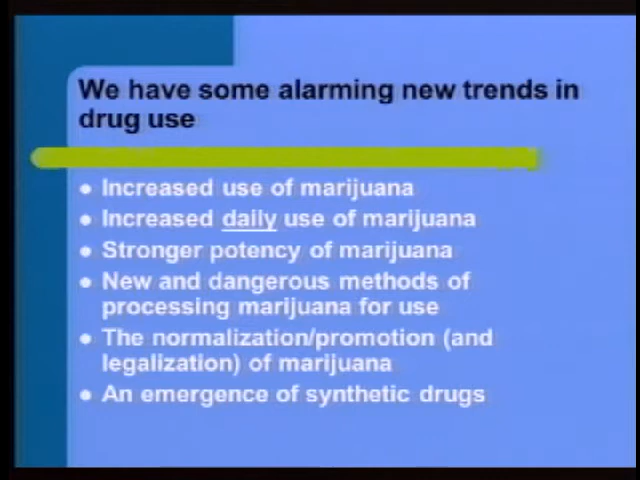 We have some alarming new trends in
drug use
● Increased use of marijuana
● Increased daily use of marijuana
● Stronger potency of marijuana
● New and dangerous methods of
processing marijuana for use
● The normalization/promotion (and
legalization) of marijuana
● An emergence of synthetic drugs